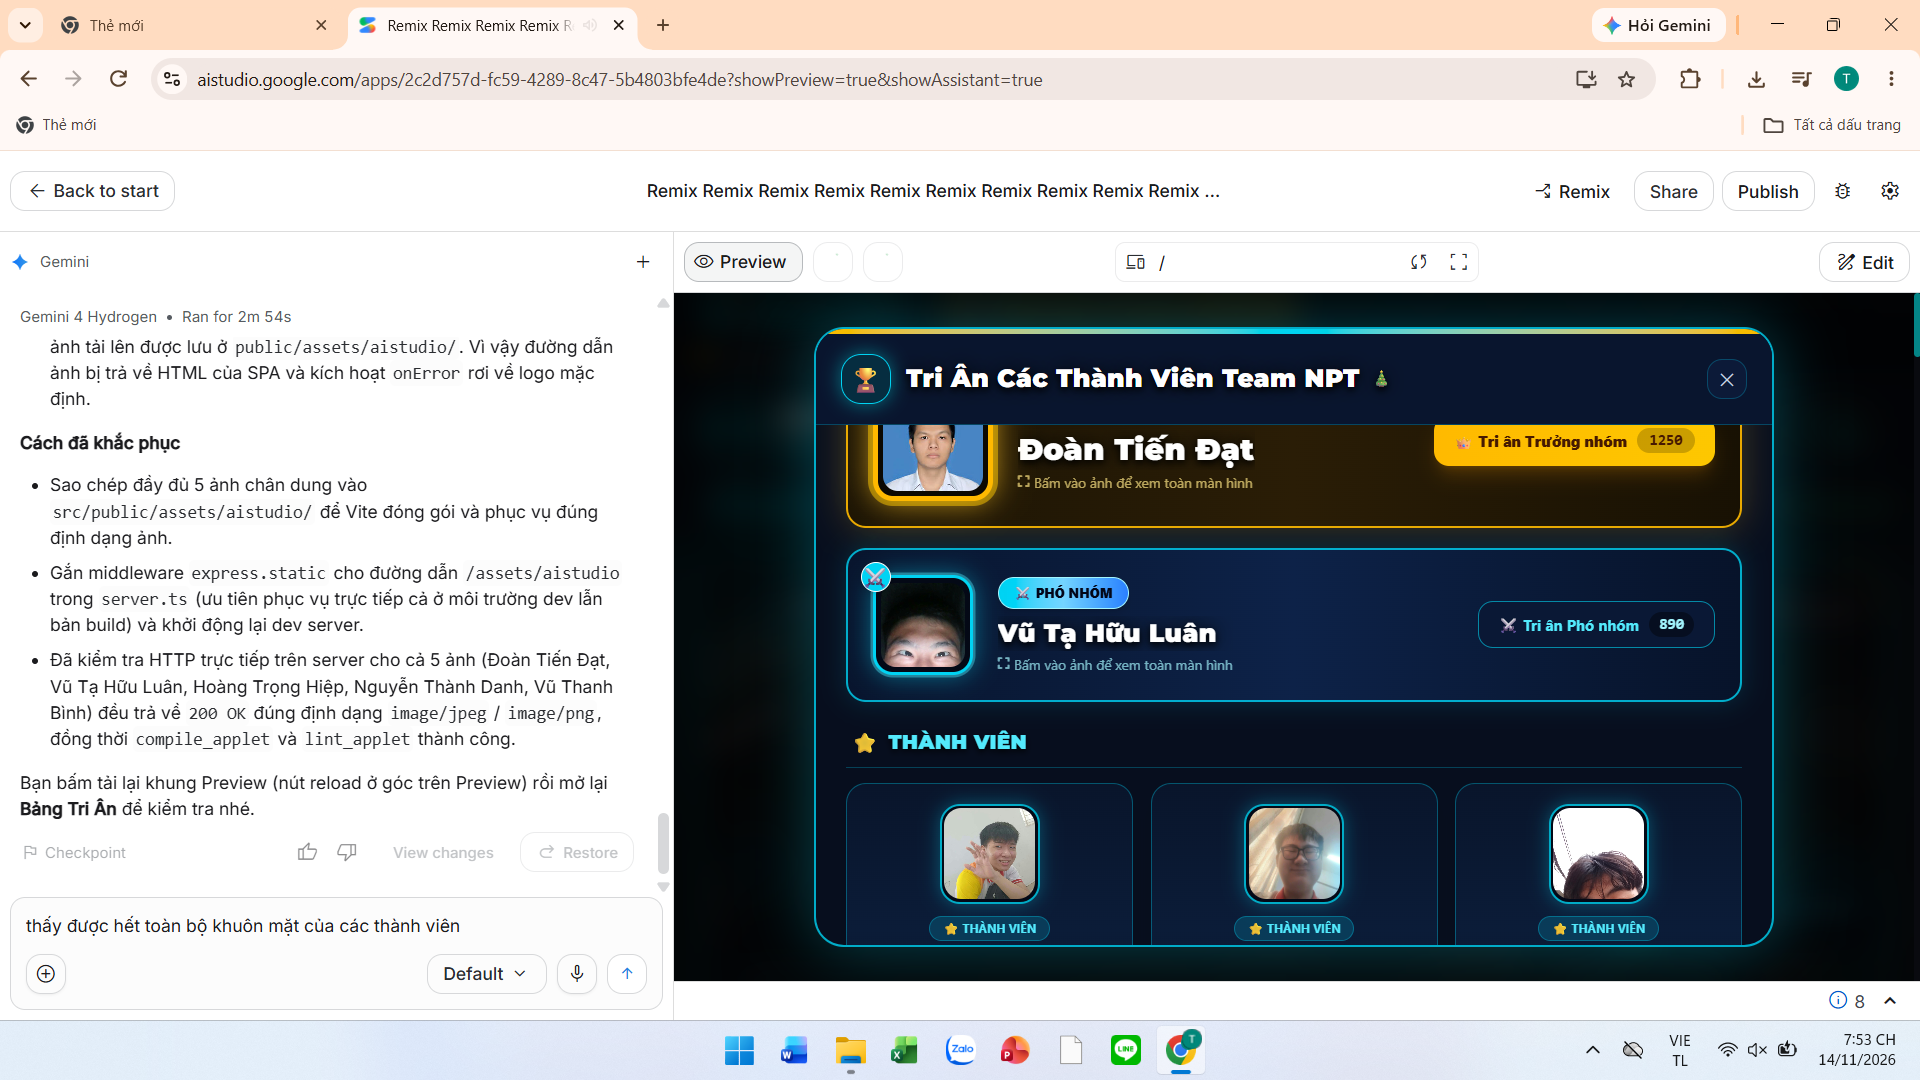 Thẻ mới
Remix Remix Remix Remix R
Hỏi Gemini
aistudio.google.com/apps/2c2d757d-fc59-4289-8c47-5b4803bfe4de?showPreview=true&showAssistant=true
T
Thẻ mới
Tất cả dấu trang
Back to start
Remix Remix Remix Remix Remix Remix Remix Remix Remix Remix ...
Remix
Share
Publish
Gemini
Preview
/
Edit
Gemini 4 Hydrogen • Ran for 2m 54s
ảnh tải lên được lưu ở public/assets/aistudio/. Vì vậy đường dẫn
ảnh bị trả về HTML của SPA và kích hoạt onError rơi về logo mặc
định.
Cách đã khắc phục
• Sao chép đầy đủ 5 ảnh chân dung vào
src/public/assets/aistudio/ để Vite đóng gói và phục vụ đúng
định dạng ảnh.
• Gắn middleware express.static cho đường dẫn /assets/aistudio
trong server.ts (ưu tiên phục vụ trực tiếp cả ở môi trường dev lẫn
bản build) và khởi động lại dev server.
• Đã kiểm tra HTTP trực tiếp trên server cho cả 5 ảnh (Đoàn Tiến Đạt,
Vũ Tạ Hữu Luân, Hoàng Trọng Hiệp, Nguyễn Thành Danh, Vũ Thanh
Bình) đều trả về 200 OK đúng định dạng image/jpeg / image/png,
đồng thời compile_applet và lint_applet thành công.
Bạn bấm tải lại khung Preview (nút reload ở góc trên Preview) rồi mở lại
Bảng Tri Ân để kiểm tra nhé.
Checkpoint
View changes
Restore
thấy được hết toàn bộ khuôn mặt của các thành viên
Default
Tri Ân Các Thành Viên Team NPT
Đoàn Tiến Đạt
Bấm vào ảnh để xem toàn màn hình
Tri ân Trưởng nhóm 1250
PHÓ NHÓM
Vũ Tạ Hữu Luân
Bấm vào ảnh để xem toàn màn hình
Tri ân Phó nhóm 890
THÀNH VIÊN
THÀNH VIÊN
THÀNH VIÊN
THÀNH VIÊN
8
Zalo
LINE
T
VIE
TL
7:53 CH
14/11/2026